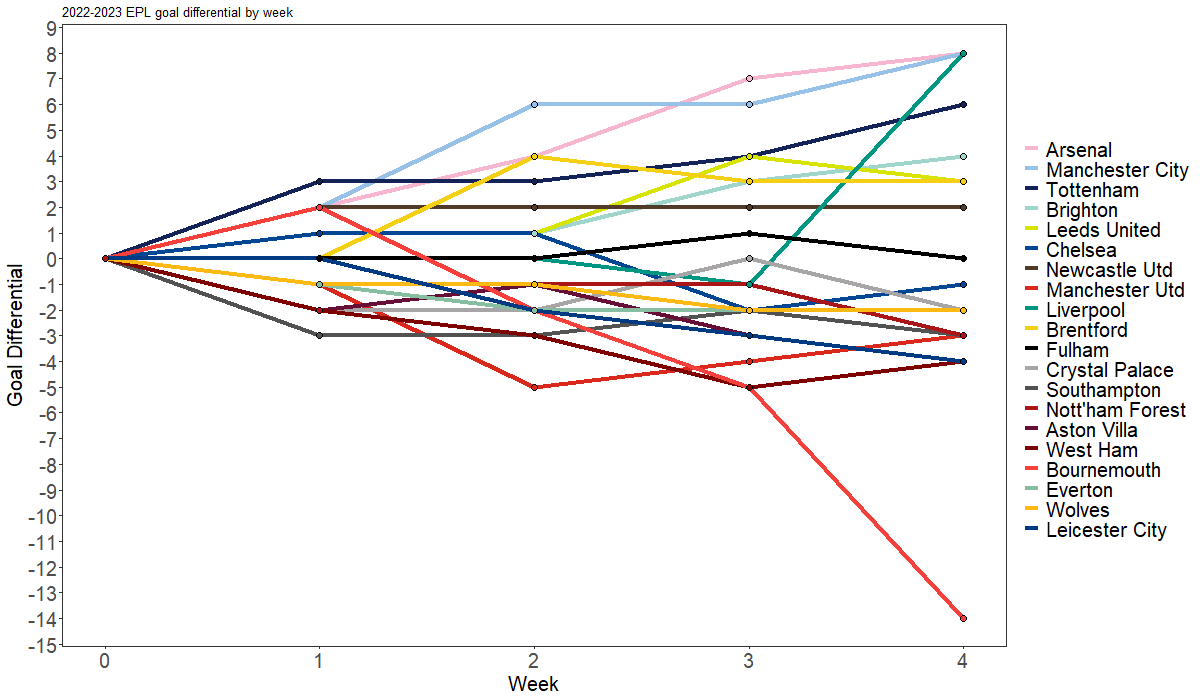 2022-2023 EPL goal differential by week
9
8
7
6
5
4
3
2
1
0
-1
-2
-3
-4
-5
-6
-7
-8
-9
-10
-11
-12
-13
-14
-15
Goal Differential
0 1 2 3 4
Week
Arsenal
Manchester City
Tottenham
Brighton
Leeds United
Chelsea
Newcastle Utd
Manchester Utd
Liverpool
Brentford
Fulham
Crystal Palace
Southampton
Nott'ham Forest
Aston Villa
West Ham
Bournemouth
Everton
Wolves
Leicester City